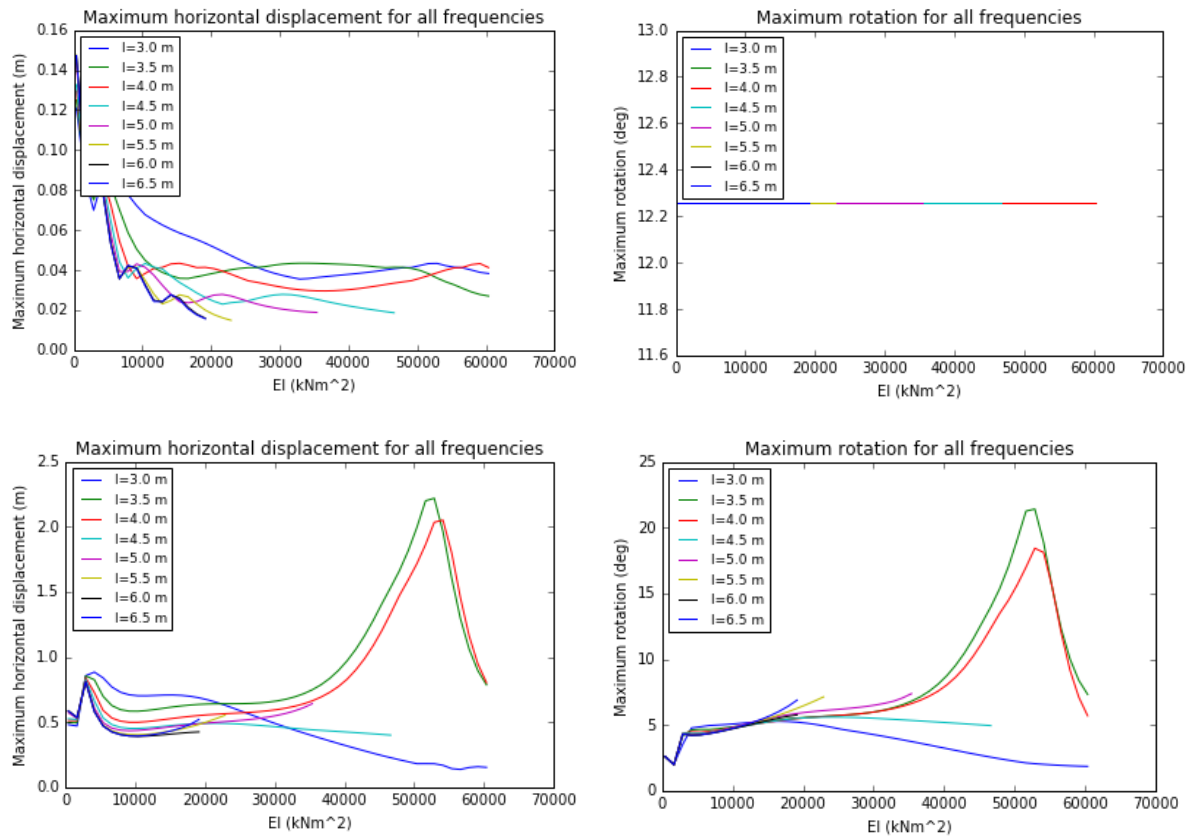 Maximum horizontal displacement for all frequencies
Maximum horizontal displacement (m)
0.16
0.14
0.12
0.10
0.08
0.06
0.04
0.02
0.00
l=3.0 m
l=3.5 m
l=4.0 m
l=4.5 m
l=5.0 m
l=5.5 m
l=6.0 m
l=6.5 m
0 10000 20000 30000 40000 50000 60000 70000
EI (kNm^2)
Maximum rotation for all frequencies
Maximum rotation (deg)
13.0
12.8
12.6
12.4
12.2
12.0
11.8
11.6
l=3.0 m
l=3.5 m
l=4.0 m
l=4.5 m
l=5.0 m
l=5.5 m
l=6.0 m
l=6.5 m
0 10000 20000 30000 40000 50000 60000 70000
EI (kNm^2)
Maximum horizontal displacement for all frequencies
Maximum horizontal displacement (m)
2.5
2.0
1.5
1.0
0.5
0.0
l=3.0 m
l=3.5 m
l=4.0 m
l=4.5 m
l=5.0 m
l=5.5 m
l=6.0 m
l=6.5 m
0 10000 20000 30000 40000 50000 60000 70000
EI (kNm^2)
Maximum rotation for all frequencies
Maximum rotation (deg)
25
20
15
10
5
0
l=3.0 m
l=3.5 m
l=4.0 m
l=4.5 m
l=5.0 m
l=5.5 m
l=6.0 m
l=6.5 m
0 10000 20000 30000 40000 50000 60000 70000
EI (kNm^2)